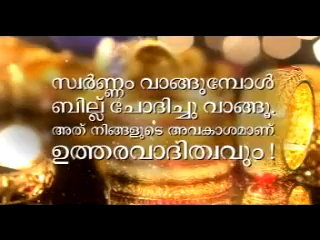 സ്വർണ്ണം വാങ്ങുമ്പോൾ
ബില്ല് ചോദിച്ചു വാങ്ങൂ.
അത് നിങ്ങളുടെ അവകാശമാണ്
ഉത്തരവാദിത്വവും !